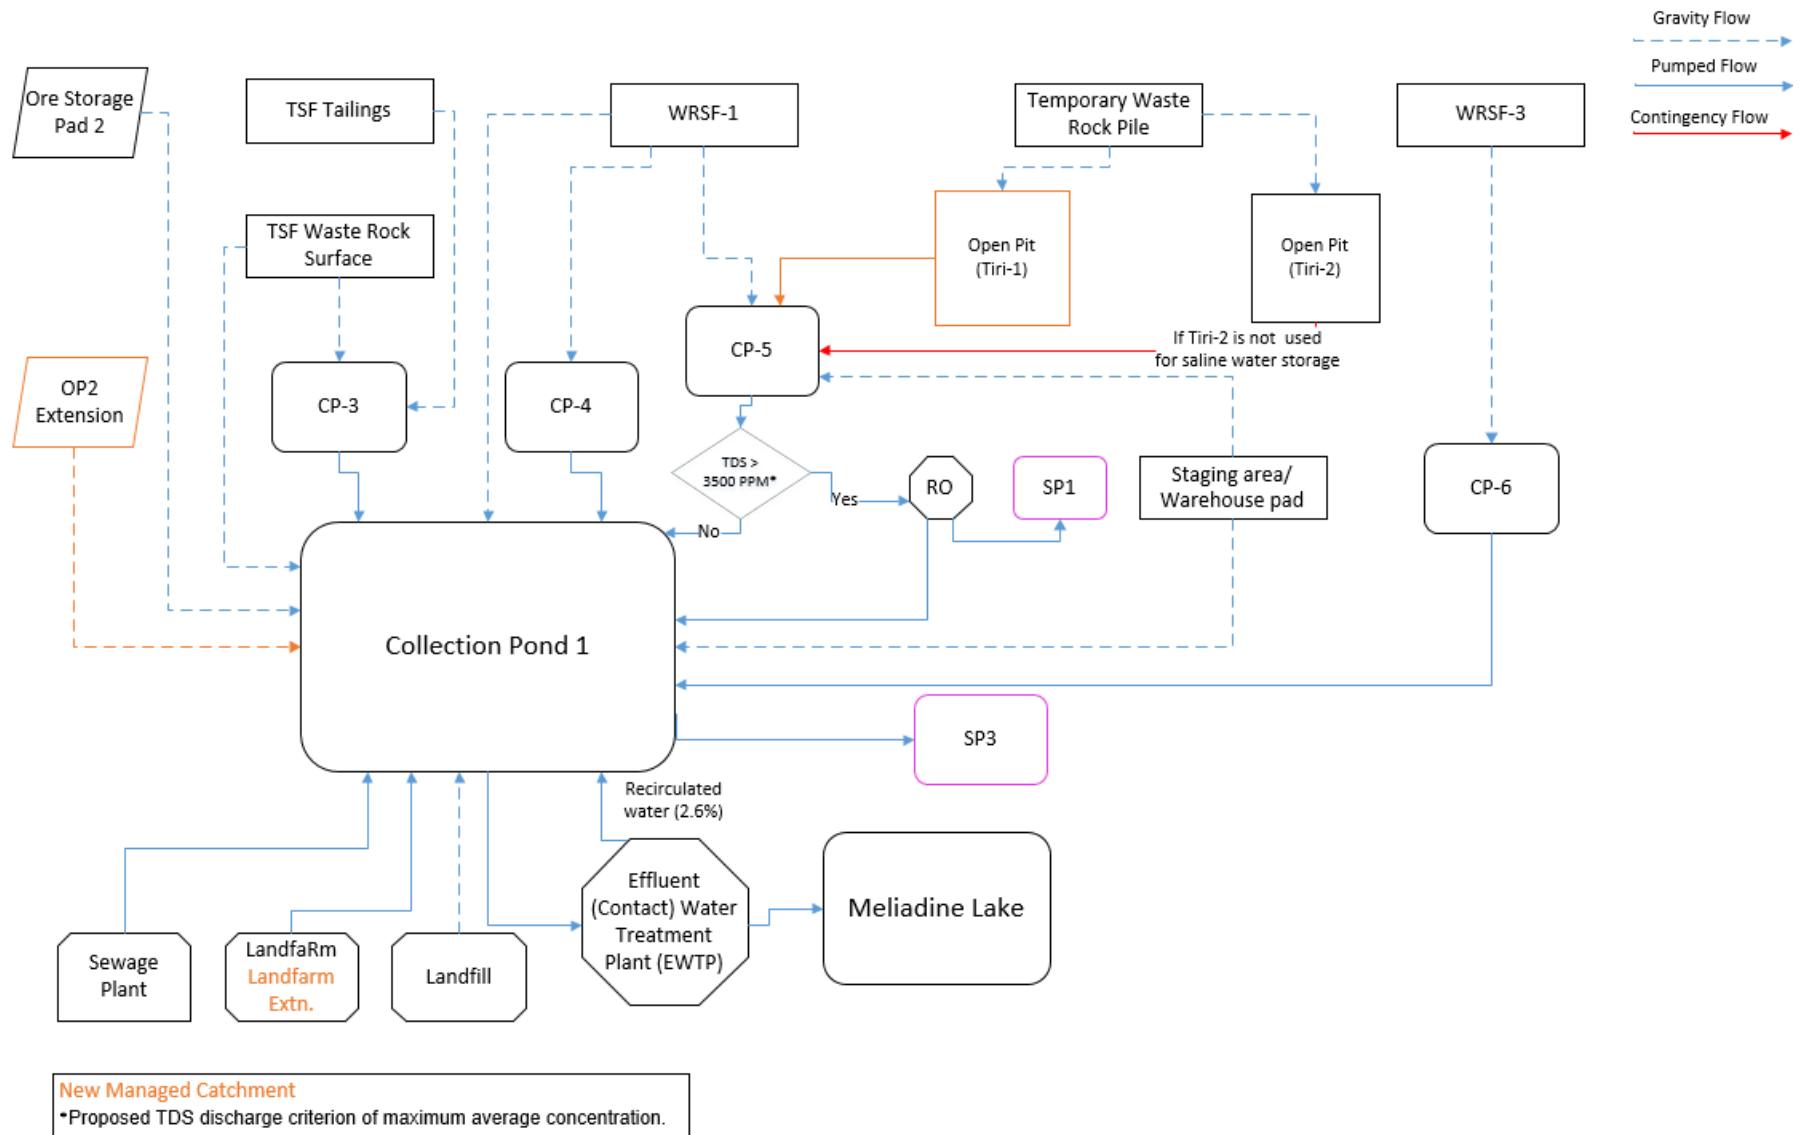 Gravity Flow
Pumped Flow
Contingency Flow
Ore Storage
Pad 2
TSF Tailings
WRSF-1
Temporary Waste
Rock Pile
WRSF-3
TSF Waste Rock
Surface
Open Pit
(Tiri-1)
Open Pit
(Tiri-2)
If Tiri-2 is not used
for saline water storage
CP-5
OP2
Extension
CP-3
CP-4
TDS >
3500 PPM*
Yes
No
RO
SP1
Staging area/
Warehouse pad
CP-6
Collection Pond 1
SP3
Recirculated
water (2.6%)
Effluent
(Contact) Water
Treatment
Plant (EWTP)
Meliadine Lake
Sewage
Plant
LandfaRm
Landfarm
Extn.
Landfill
New Managed Catchment
*Proposed TDS discharge criterion of maximum average concentration.